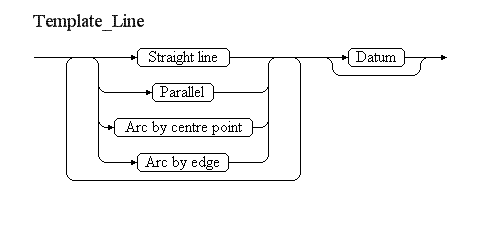 Template_Line
Straight line
Datum
Parallel
Arc by centre point
Arc by edge